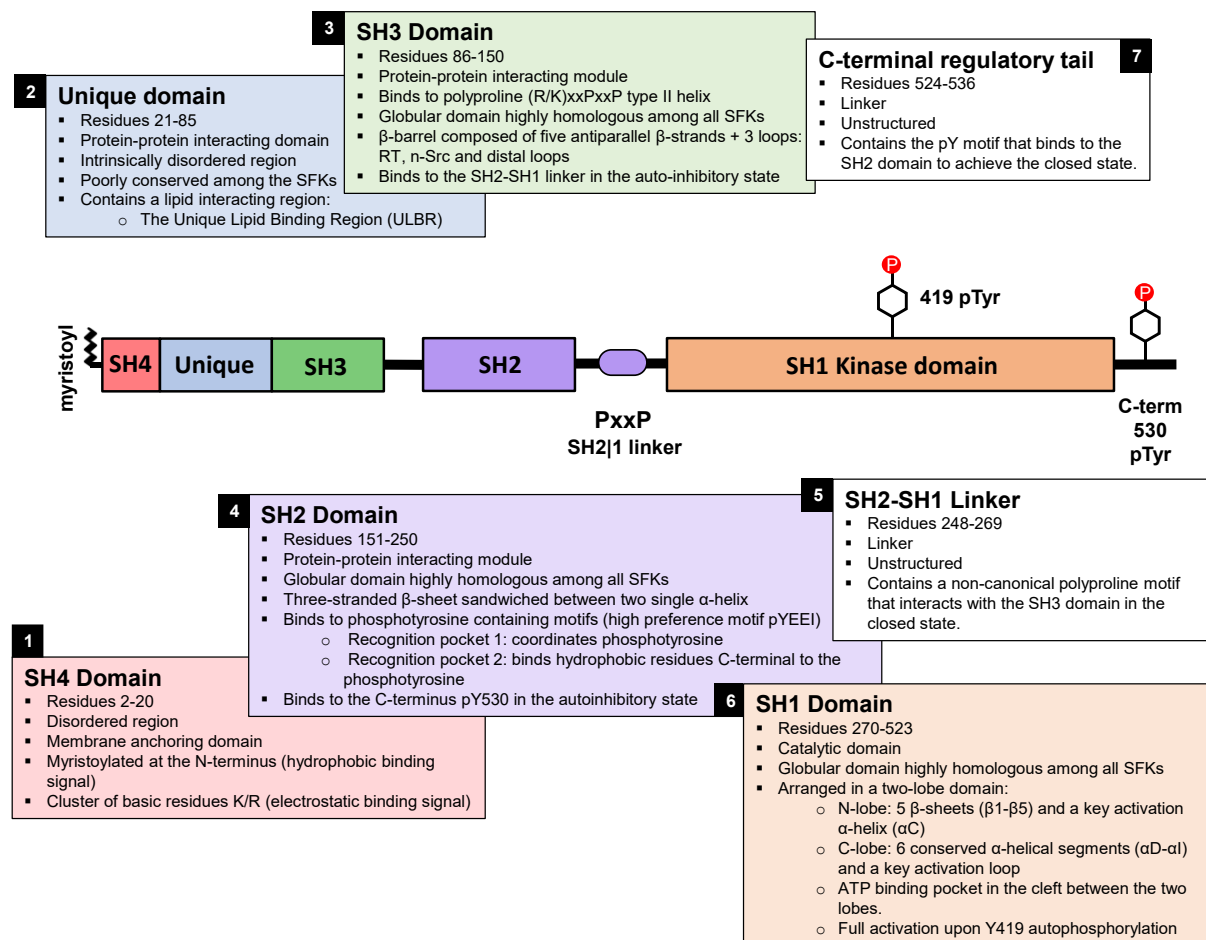 3
SH3 Domain
▪ Residues 86-150
▪ Protein-protein interacting module
▪ Binds to polyproline (R/K)xxPxxP type II helix
▪ Globular domain highly homologous among all SFKs
▪ β-barrel composed of five antiparallel β-strands + 3 loops:
RT, n-Src and distal loops
▪ Binds to the SH2-SH1 linker in the auto-inhibitory state
7
C-terminal regulatory tail
▪ Residues 524-536
▪ Linker
▪ Unstructured
▪ Contains the pY motif that binds to the
SH2 domain to achieve the closed state.
2
Unique domain
▪ Residues 21-85
▪ Protein-protein interacting domain
▪ Intrinsically disordered region
▪ Poorly conserved among the SFKs
▪ Contains a lipid interacting region:
o The Unique Lipid Binding Region (ULBR)
P
419 pTyr
P
myristoyl
SH4
Unique
SH3
SH2
SH1 Kinase domain
PxxP
SH2|1 linker
C-term
530
pTyr
4
SH2 Domain
▪ Residues 151-250
▪ Protein-protein interacting module
▪ Globular domain highly homologous among all SFKs
▪ Three-stranded β-sheet sandwiched between two single α-helix
▪ Binds to phosphotyrosine containing motifs (high preference motif pYEEI)
o Recognition pocket 1: coordinates phosphotyrosine
o Recognition pocket 2: binds hydrophobic residues C-terminal to the
phosphotyrosine
▪ Binds to the C-terminus pY530 in the autoinhibitory state
5
SH2-SH1 Linker
▪ Residues 248-269
▪ Linker
▪ Unstructured
▪ Contains a non-canonical polyproline motif
that interacts with the SH3 domain in the
closed state.
1
SH4 Domain
▪ Residues 2-20
▪ Disordered region
▪ Membrane anchoring domain
▪ Myristoylated at the N-terminus (hydrophobic binding
signal)
▪ Cluster of basic residues K/R (electrostatic binding signal)
6
SH1 Domain
▪ Residues 270-523
▪ Catalytic domain
▪ Globular domain highly homologous among all SFKs
▪ Arranged in a two-lobe domain:
o N-lobe: 5 β-sheets (β1-β5) and a key activation
α-helix (αC)
o C-lobe: 6 conserved α-helical segments (αD-αI)
and a key activation loop
o ATP binding pocket in the cleft between the two
lobes.
o Full activation upon Y419 autophosphorylation